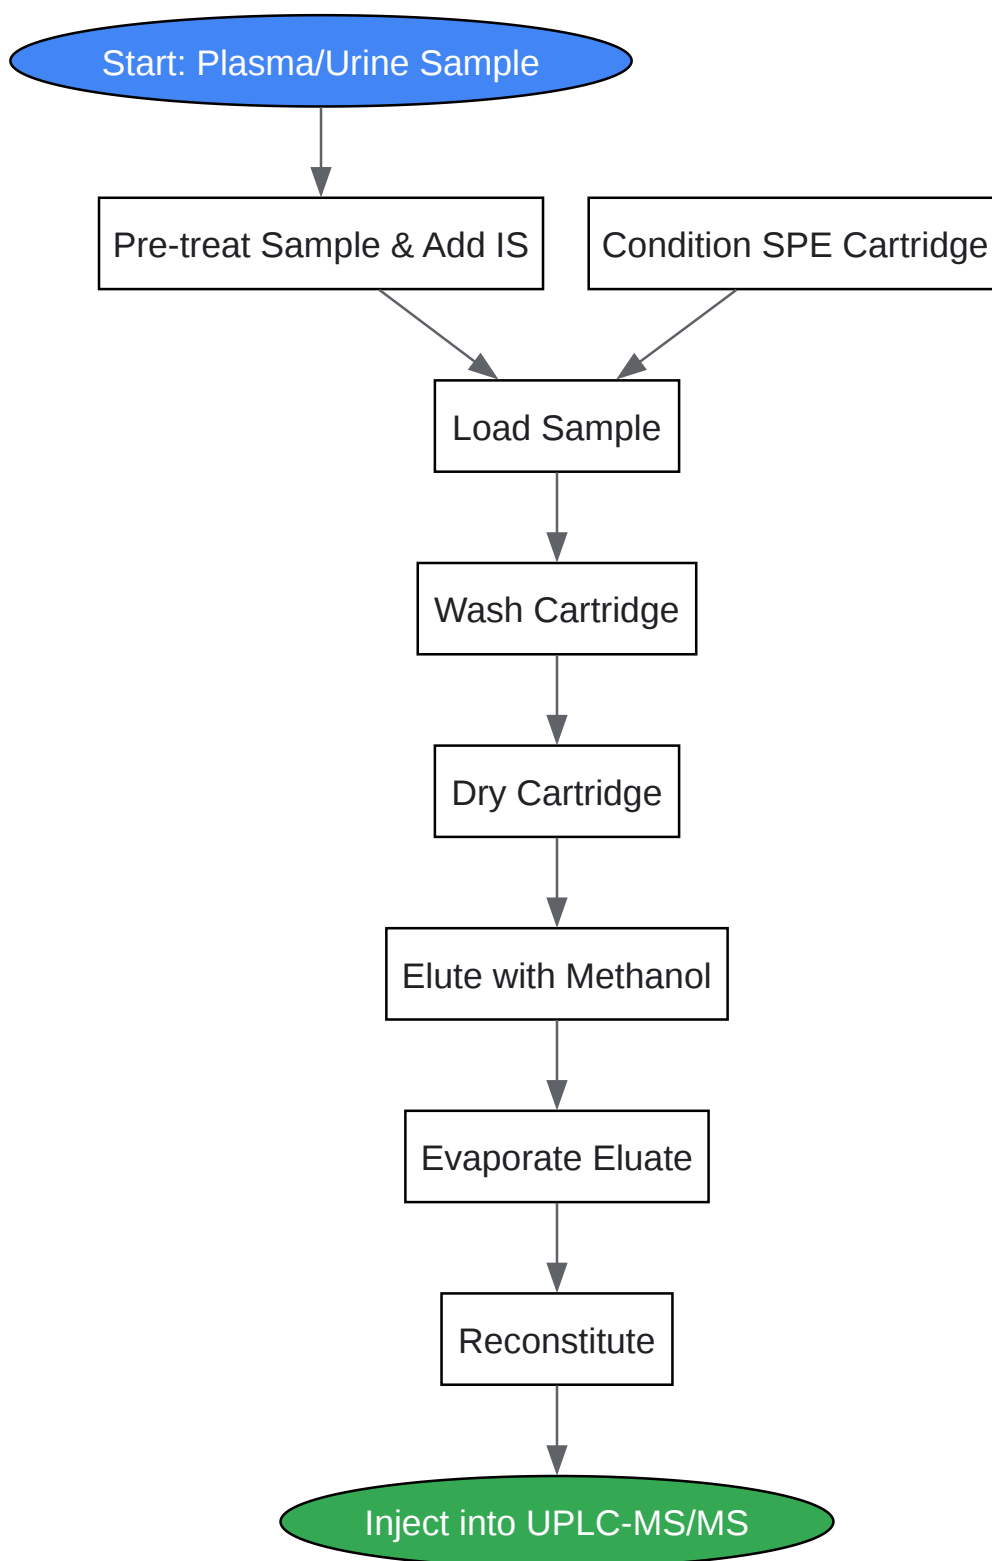 Start: Plasma/Urine Sample
Pre-treat Sample & Add IS
Condition SPE Cartridge
Load Sample
Wash Cartridge
Dry Cartridge
Elute with Methanol
Evaporate Eluate
Reconstitute
Inject into UPLC-MS/MS